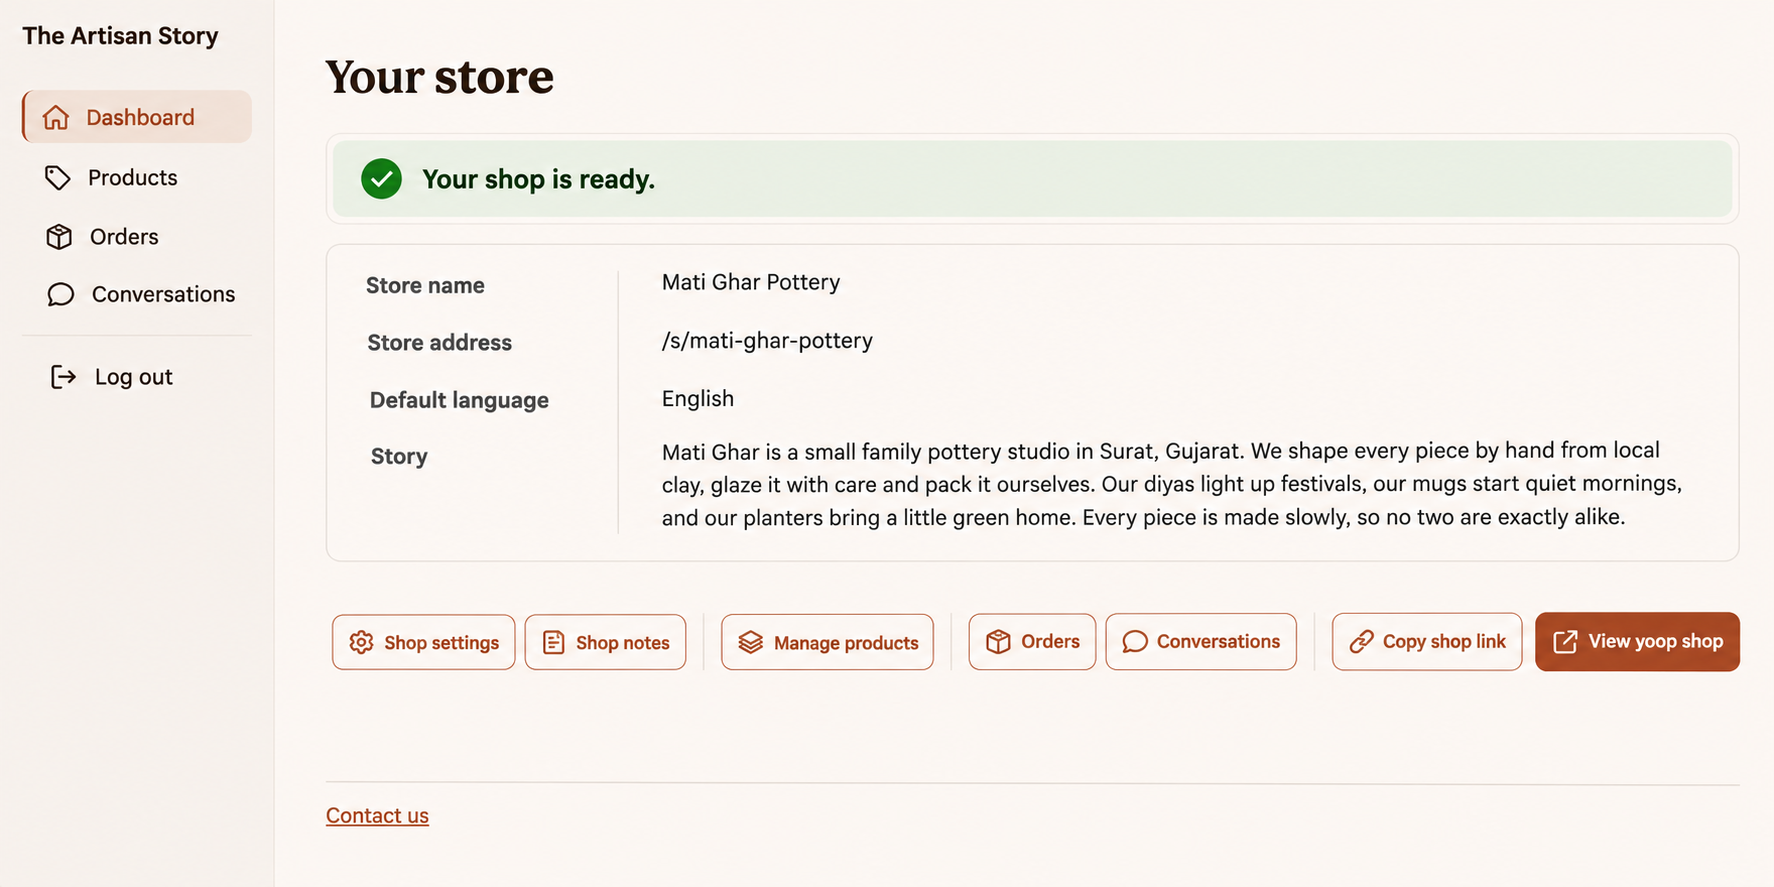 The Artisan Story
Dashboard
Products
Orders
Conversations
Log out
Your store
Your shop is ready.
Store name
Mati Ghar Pottery
Store address
/s/mati-ghar-pottery
Default language
English
Story
Mati Ghar is a small family pottery studio in Surat, Gujarat. We shape every piece by hand from local
clay, glaze it with care and pack it ourselves. Our diyas light up festivals, our mugs start quiet mornings,
and our planters bring a little green home. Every piece is made slowly, so no two are exactly alike.
Shop settings
Shop notes
Manage products
Orders
Conversations
Copy shop link
View yoop shop
Contact us